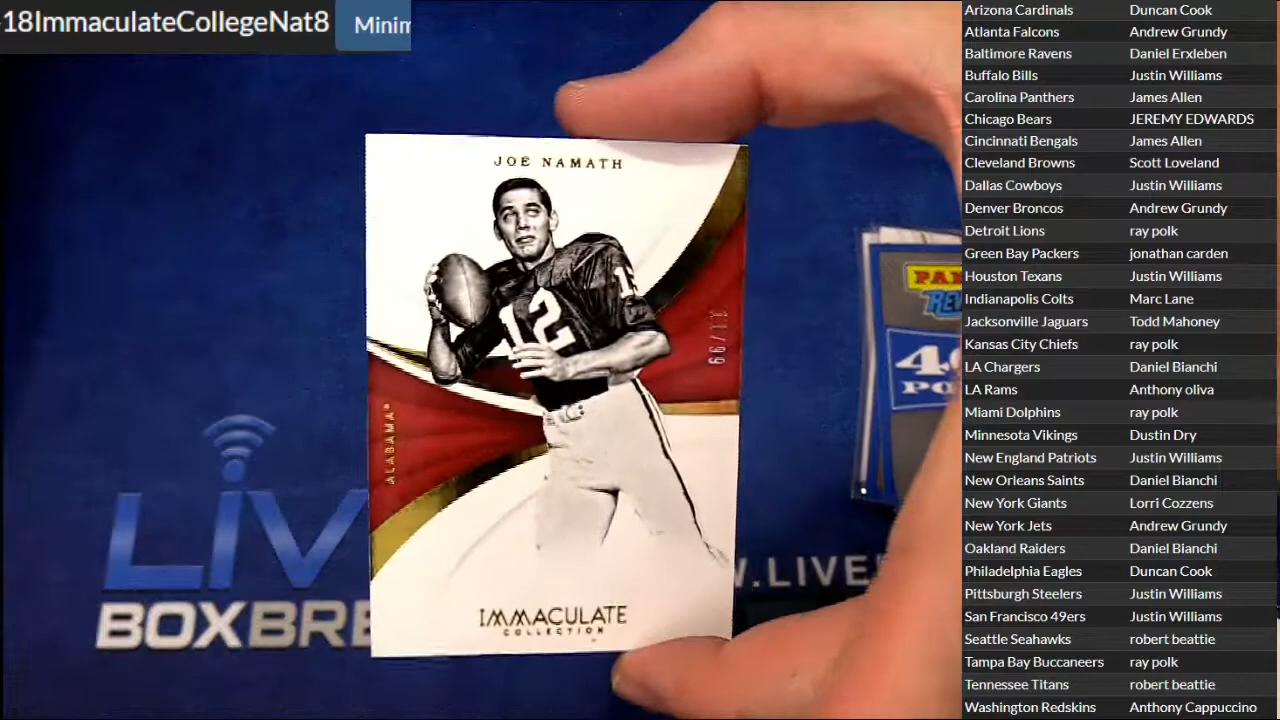 -18ImmaculateCollegeNat8
Minim
JOE NAMATH
12
11/99
ALABAMA
IMMACULATE
COLLECTION
LIV
BOXBRE
W.LIVE
PAN
Arizona Cardinals Duncan Cook
Atlanta Falcons Andrew Grundy
Baltimore Ravens Daniel Erxleben
Buffalo Bills Justin Williams
Carolina Panthers James Allen
Chicago Bears JEREMY EDWARDS
Cincinnati Bengals James Allen
Cleveland Browns Scott Loveland
Dallas Cowboys Justin Williams
Denver Broncos Andrew Grundy
Detroit Lions ray polk
Green Bay Packers jonathan carden
Houston Texans Justin Williams
Indianapolis Colts Marc Lane
Jacksonville Jaguars Todd Mahoney
Kansas City Chiefs ray polk
LA Chargers Daniel Bianchi
LA Rams Anthony oliva
Miami Dolphins ray polk
Minnesota Vikings Dustin Dry
New England Patriots Justin Williams
New Orleans Saints Daniel Bianchi
New York Giants Lorri Cozzens
New York Jets Andrew Grundy
Oakland Raiders Daniel Bianchi
Philadelphia Eagles Duncan Cook
Pittsburgh Steelers Justin Williams
San Francisco 49ers Justin Williams
Seattle Seahawks robert beattie
Tampa Bay Buccaneers ray polk
Tennessee Titans robert beattie
Washington Redskins Anthony Cappuccino